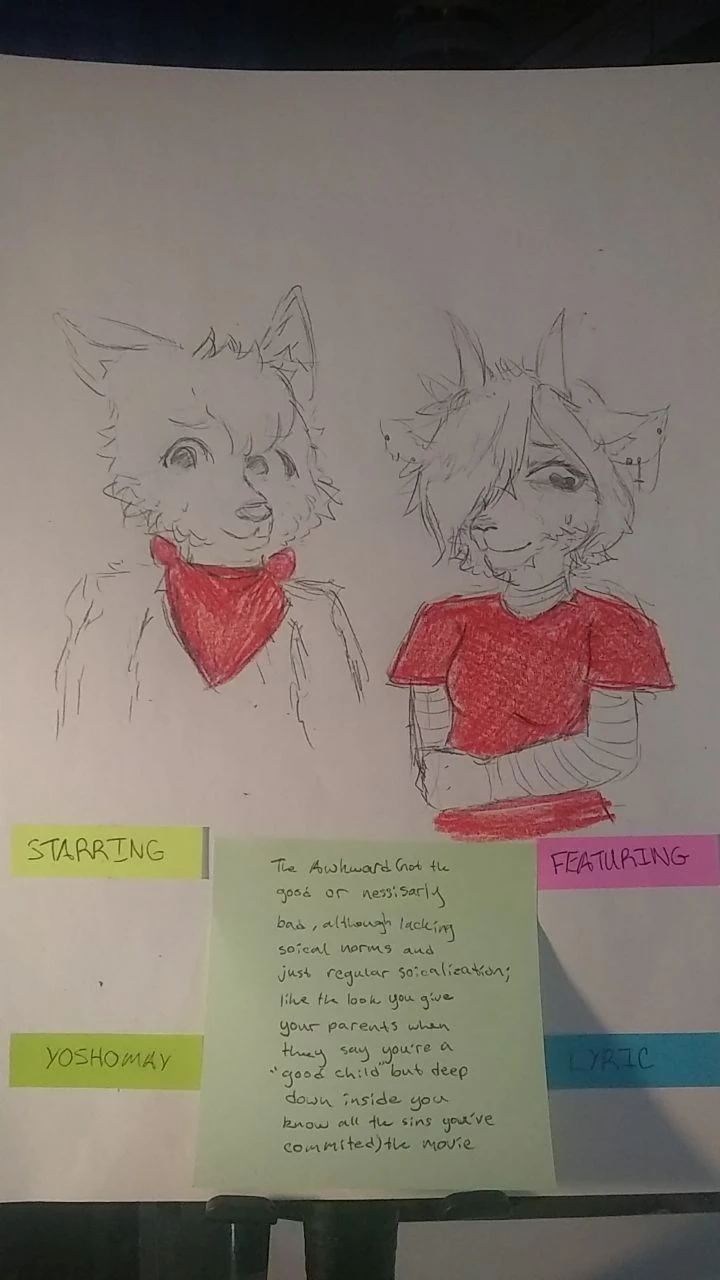 STARRING
FEATURING
The Awkward (not the
good or nessisarly
bad, although lacking
soical norms and
just regular soicalization;
like the look you give
your parents when
they say you're a
"good child" but deep
down inside you
know all the sins you've
commited) the movie
YOSHOMAY
LYRIC